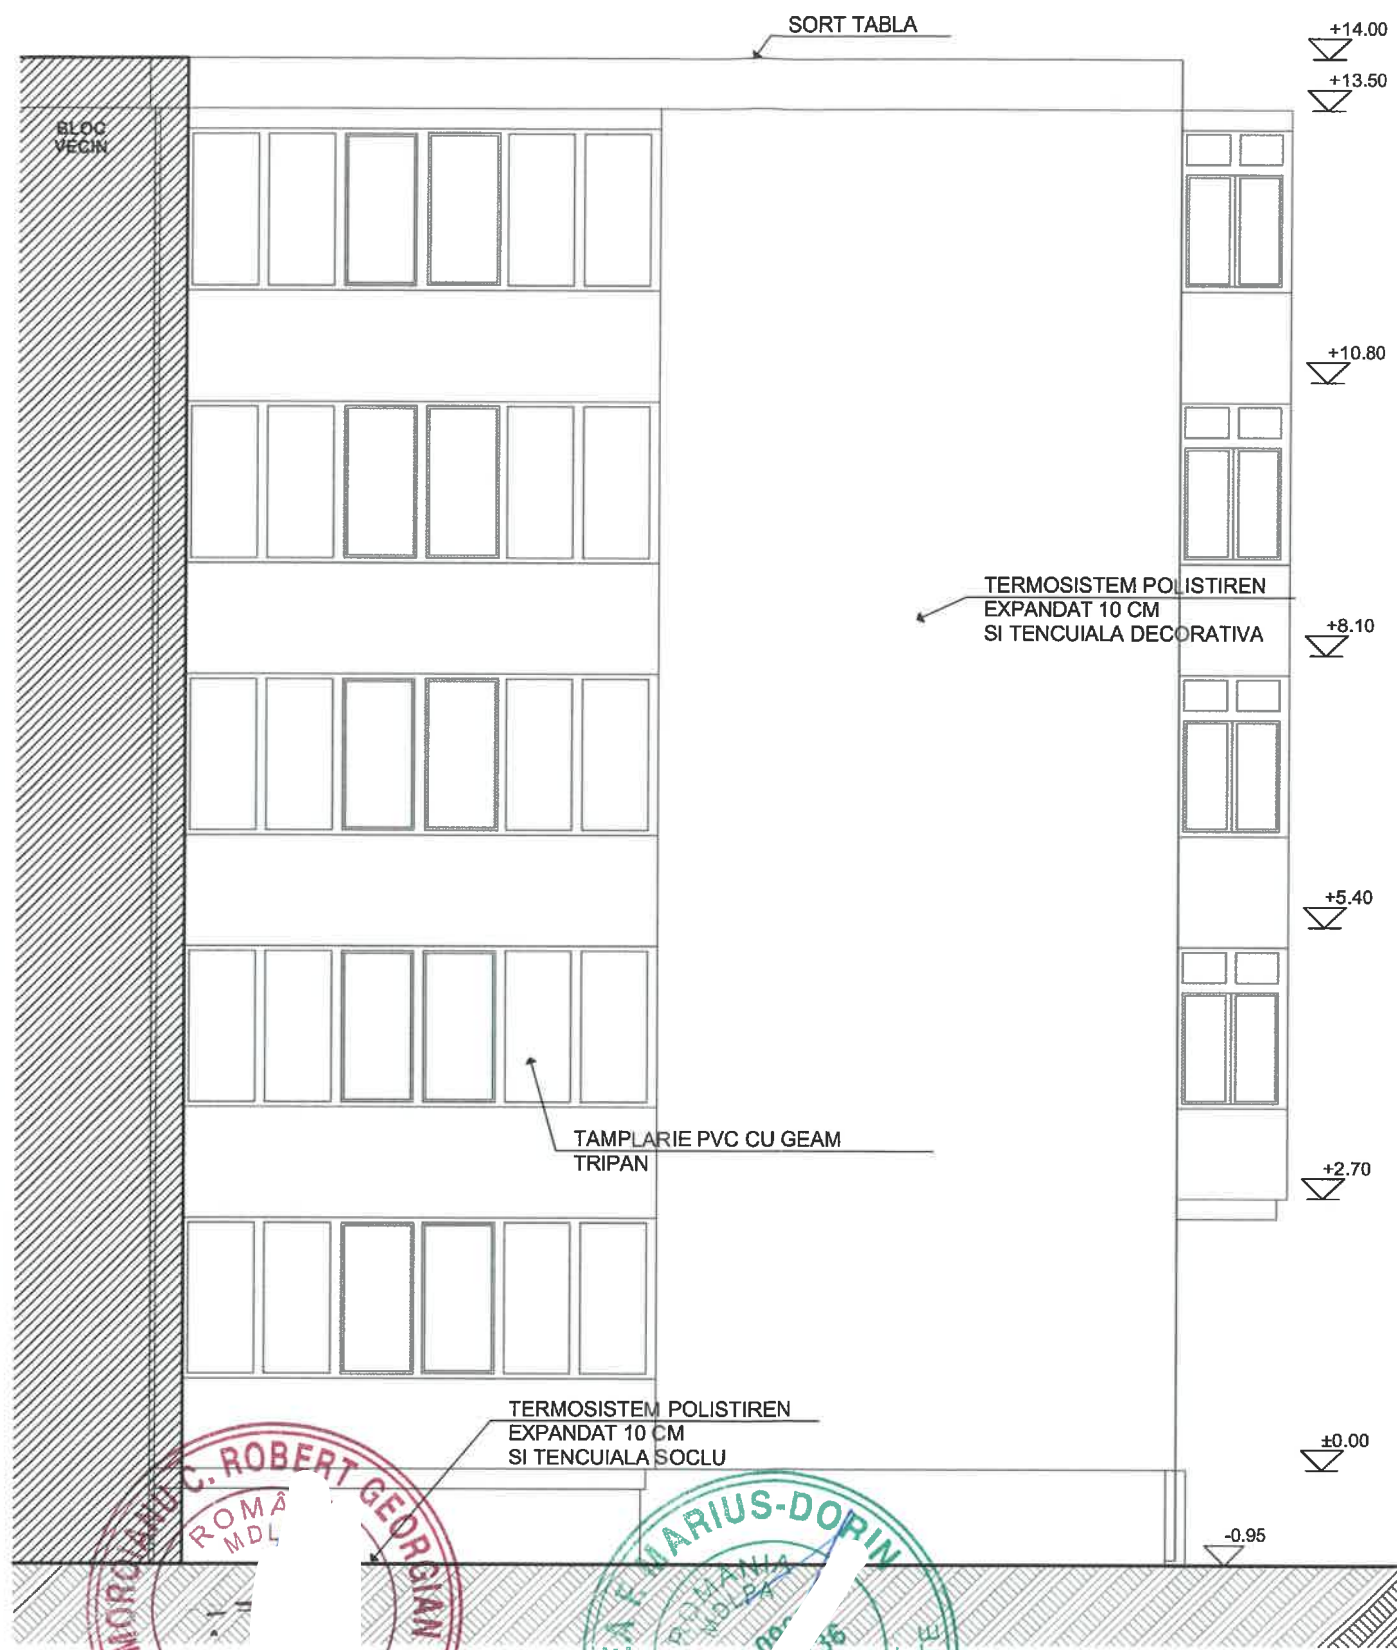 SORT TABLA
+14.00
+13.50
BLOC
VECIN
+10.80
TERMOSISTEM POLISTIREN
EXPANDAT 10 CM
SI TENCUIALA DECORATIVA
+8.10
+5.40
TAMPLARIE PVC CU GEAM
TRIPAN
+2.70
TERMOSISTEM POLISTIREN
EXPANDAT 10 CM
SI TENCUIALA SOCLU
±0.00
-0.95
C. ROBERT GEORGIAN
MARIUS-DORIN
ROMANIA
MDLPA